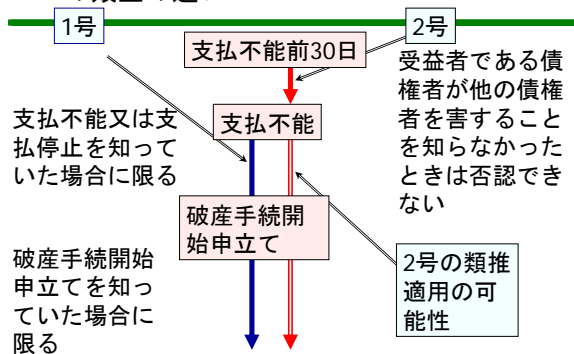 1号
2号
支払不能前30日
受益者である債
権者が他の債権
者を害すること
を知らなかった
ときは否認でき
ない
支払不能又は支
払停止を知って
いた場合に限る
支払不能
破産手続開
始申立て
破産手続開始
申立てを知っ
ていた場合に
限る
2号の類推
適用の可
能性